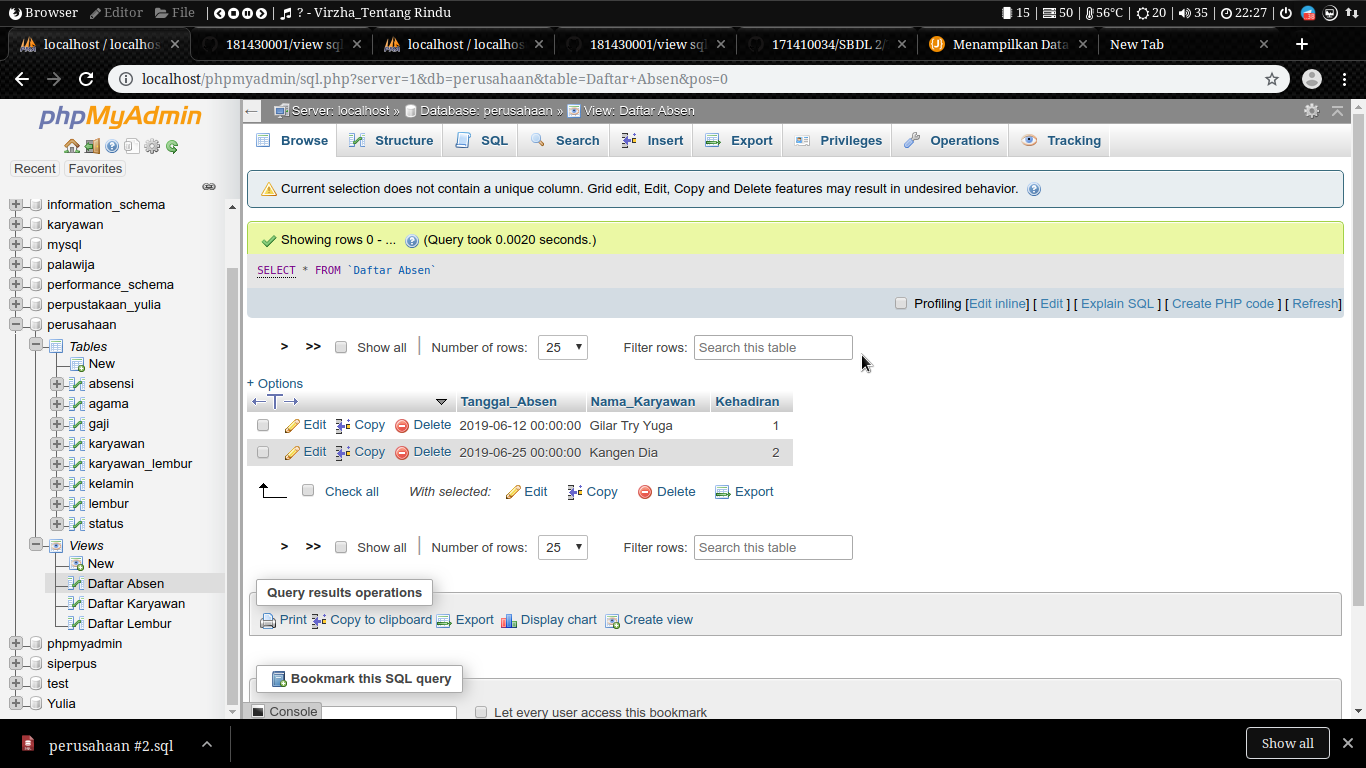 Browser Editor File ? - Virzha_Tentang Rindu 15 50 56°C 20 35 22:27
localhost / localhos 181430001/view sql localhost / localhos 181430001/view sql 171410034/SBDL 2/ Menampilkan Data New Tab
localhost/phpmyadmin/sql.php?server=1&db=perusahaan&table=Daftar+Absen&pos=0
phpMyAdmin
Recent Favorites
information_schema
karyawan
mysql
palawija
performance_schema
perpustakaan_yulia
perusahaan
Tables
New
absensi
agama
gaji
karyawan
karyawan_lembur
kelamin
lembur
status
Views
New
Daftar Absen
Daftar Karyawan
Daftar Lembur
phpmyadmin
siperpus
test
Yulia
Server: localhost » Database: perusahaan » View: Daftar Absen
Browse Structure SQL Search Insert Export Privileges Operations Tracking
Current selection does not contain a unique column. Grid edit, Edit, Copy and Delete features may result in undesired behavior.
Showing rows 0 - ... (Query took 0.0020 seconds.)
SELECT * FROM `Daftar Absen`
Profiling [Edit inline] [ Edit ] [ Explain SQL ] [ Create PHP code ] [ Refresh]
> >> Show all Number of rows: 25 Filter rows: Search this table
+ Options
←T→ Tanggal_Absen Nama_Karyawan Kehadiran
Edit Copy Delete 2019-06-12 00:00:00 Gilar Try Yuga 1
Edit Copy Delete 2019-06-25 00:00:00 Kangen Dia 2
Check all With selected: Edit Copy Delete Export
> >> Show all Number of rows: 25 Filter rows: Search this table
Query results operations
Print Copy to clipboard Export Display chart Create view
Bookmark this SQL query
Console Let every user access this bookmark
perusahaan #2.sql Show all